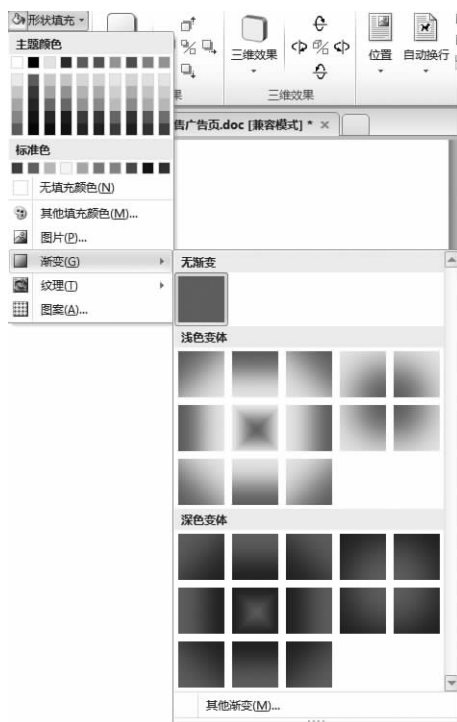 形状填充
主题颜色
三维效果
位置
自动换行
果
三维效果
售广告页.doc [兼容模式] *
标准色
无填充颜色(N)
其他填充颜色(M)...
图片(P)...
渐变(G)
无渐变
纹理(T)
图案(A)...
浅色变体
深色变体
其他渐变(M)...